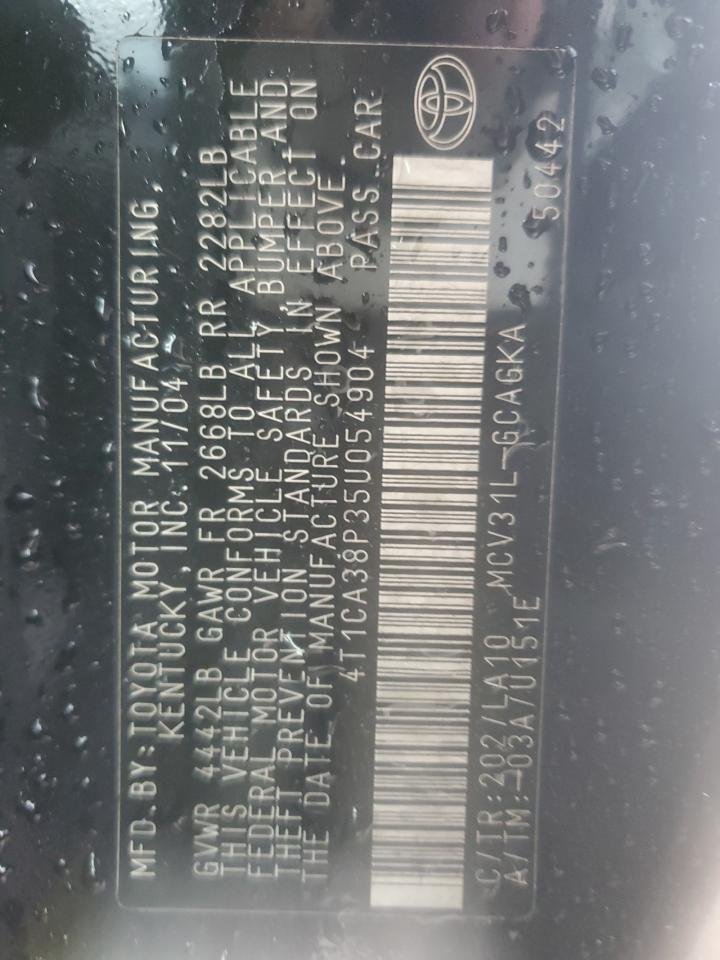 MFD.BY:TOYOTA MOTOR MANUFACTURING,
KENTUCKY,INC. 11/04
GVWR 4442LB GAWR FR 2668LB RR 2282LB
THIS VEHICLE CONFORMS TO ALL APPLICABLE
FEDERAL MOTOR VEHICLE SAFETY, BUMPER AND
THEFT PREVENTION STANDARDS IN EFFECT ON
THE DATE OF MANUFACTURE SHOWN ABOVE.
4T1CA38P35U054904 PASS.CAR
C/TR:202/LA10 MCV31L-GCAGKA
A/TM:-03A/U151E 50442